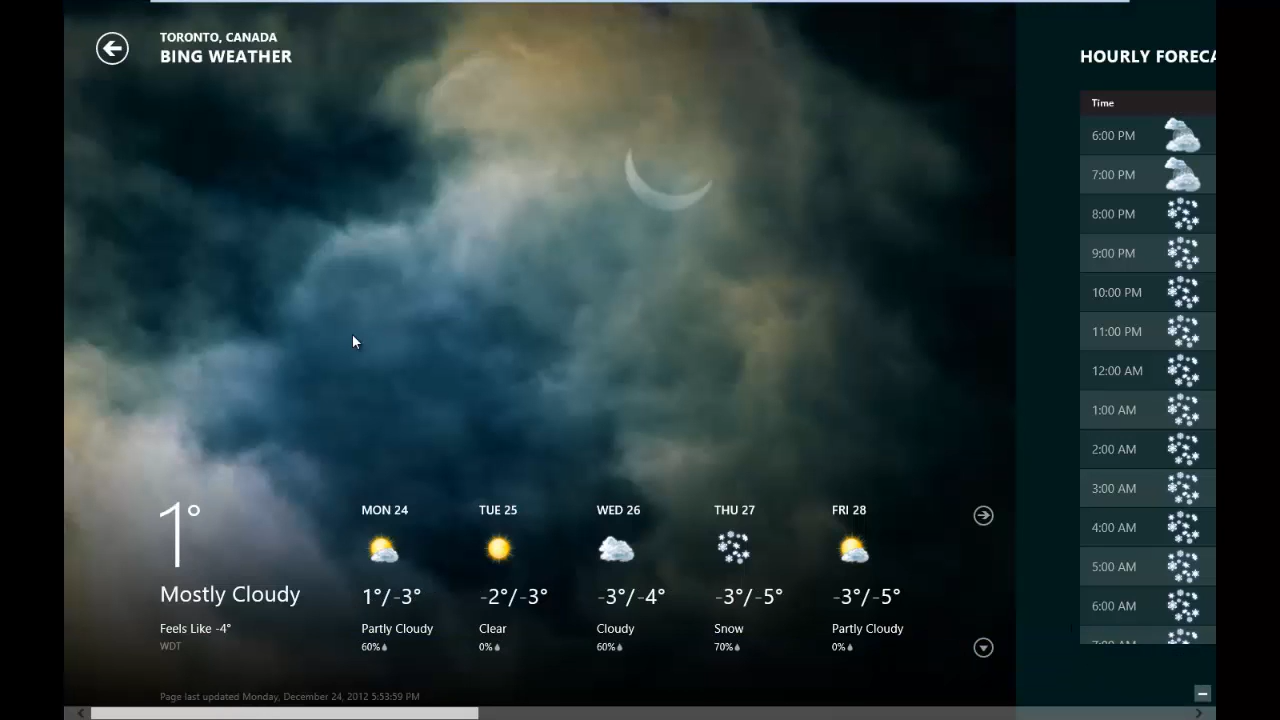 TORONTO, CANADA
BING WEATHER
1°
Mostly Cloudy
Feels Like -4°
WDT
MON 24
1°/-3°
Partly Cloudy
60%
TUE 25
-2°/-3°
Clear
0%
WED 26
-3°/-4°
Cloudy
60%
THU 27
-3°/-5°
Snow
70%
FRI 28
-3°/-5°
Partly Cloudy
0%
Page last updated Monday, December 24, 2012 5:53:59 PM
HOURLY FORECA
Time
6:00 PM
7:00 PM
8:00 PM
9:00 PM
10:00 PM
11:00 PM
12:00 AM
1:00 AM
2:00 AM
3:00 AM
4:00 AM
5:00 AM
6:00 AM
7:00 AM